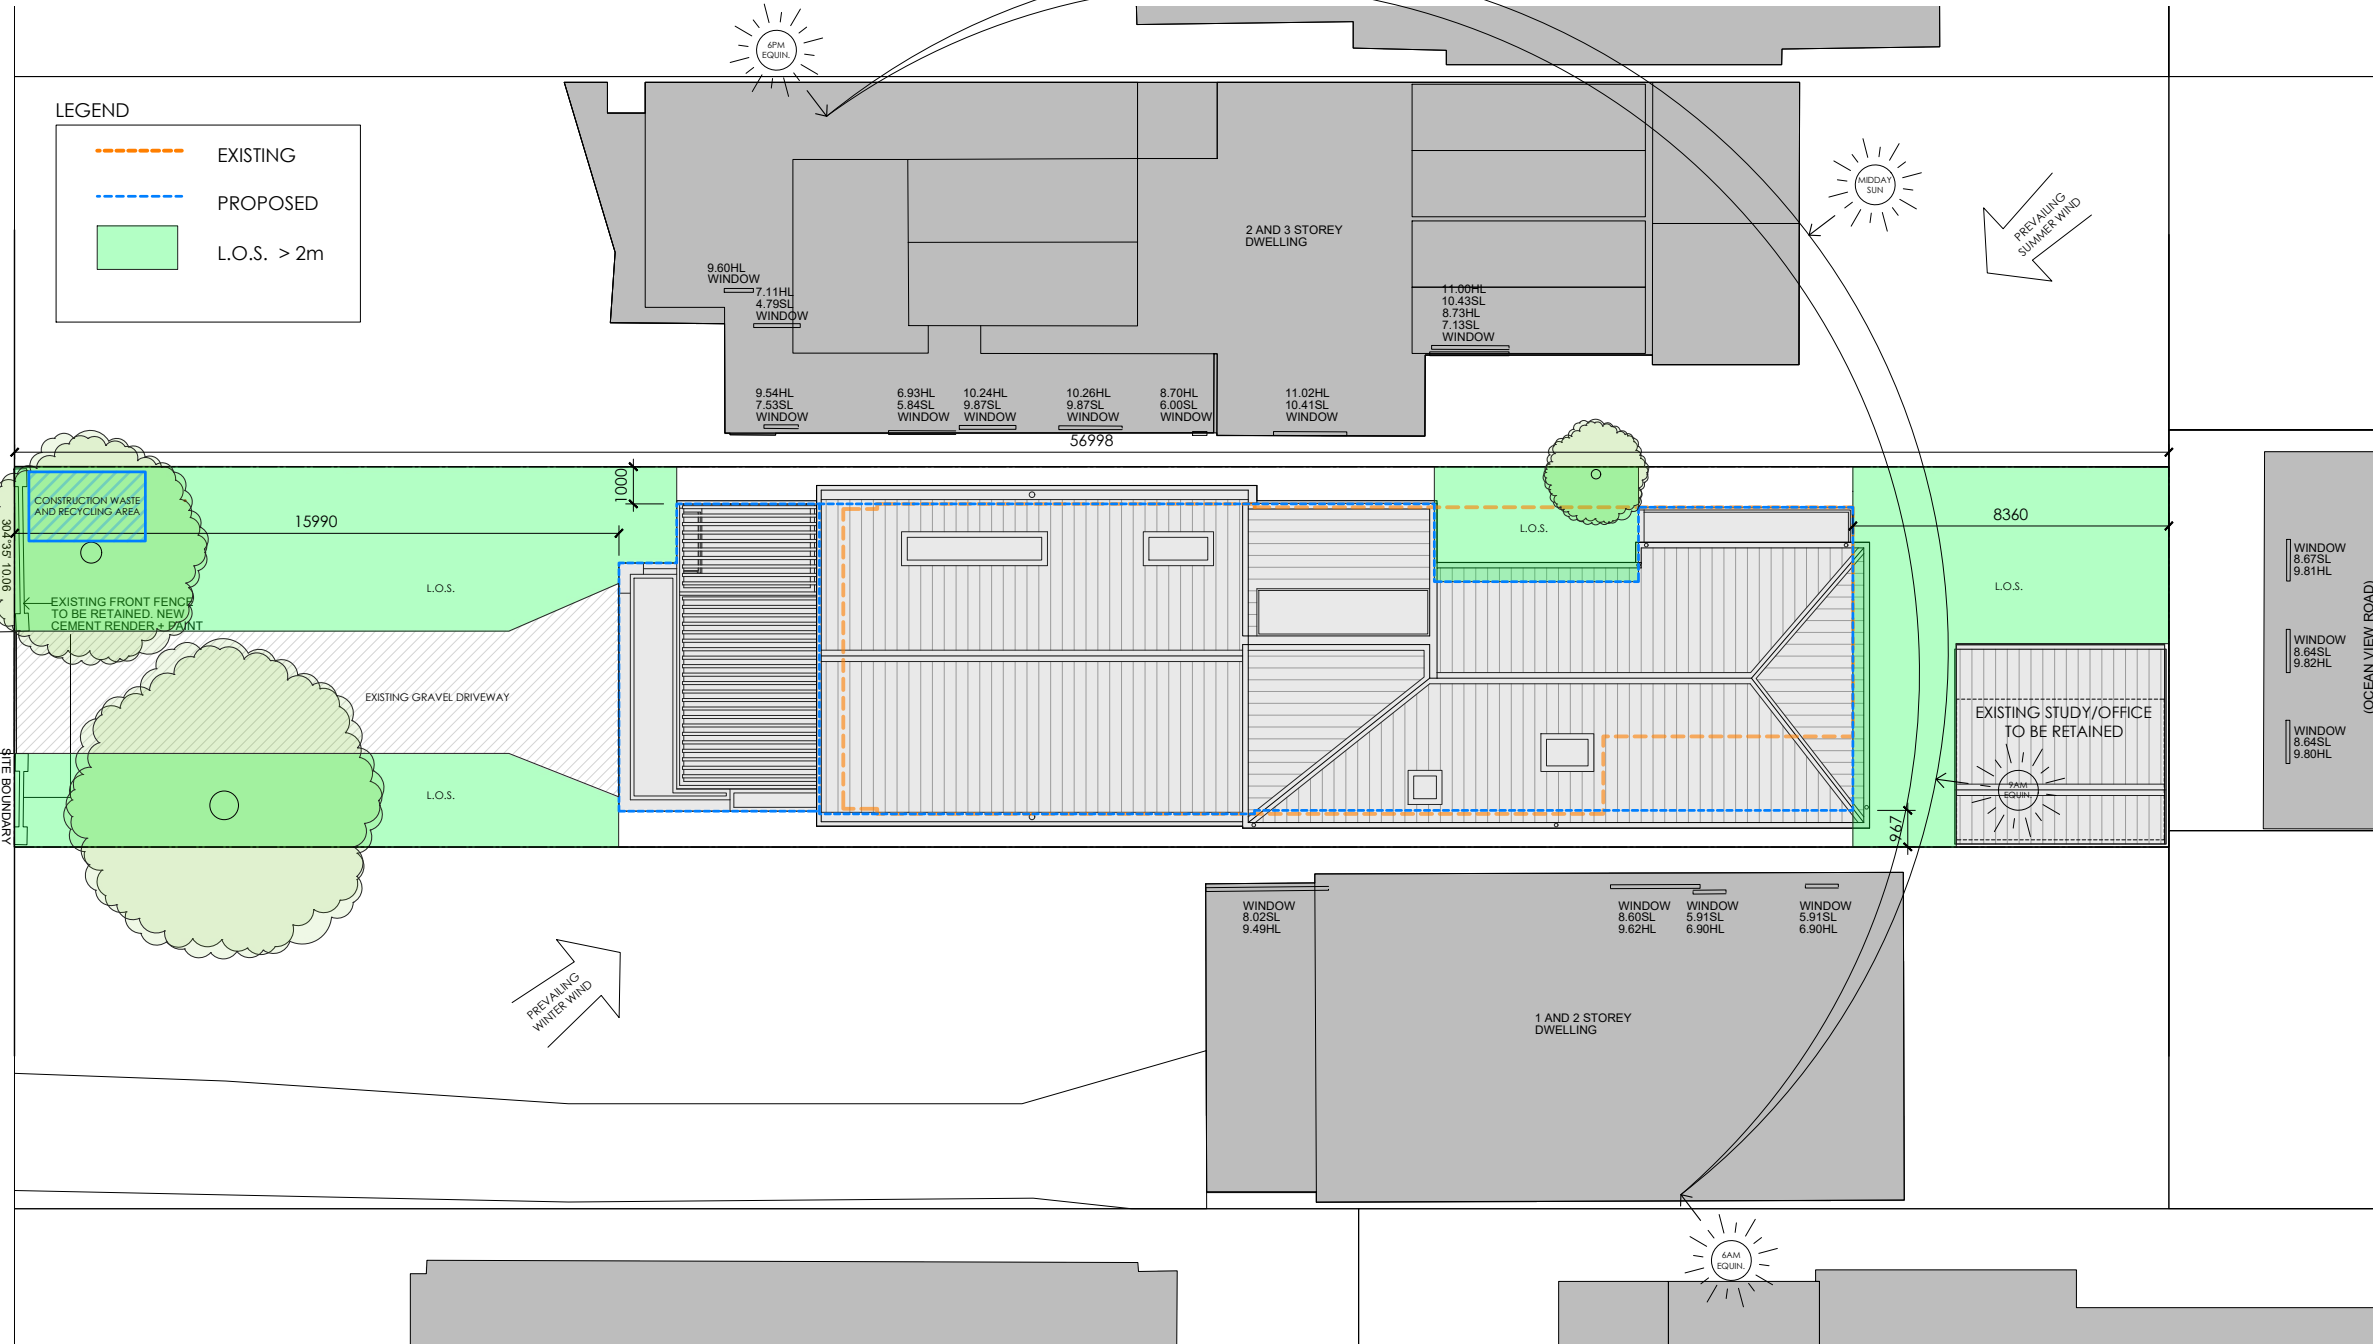 6PM
EQUIN.
LEGEND
EXISTING
PROPOSED
L.O.S. > 2m
MIDDAY
SUN
PREVAILING
SUMMER WIND
2 AND 3 STOREY
DWELLING
9.60HL
WINDOW
7.11HL
4.79SL
WINDOW
11.00HL
10.43SL
8.73HL
7.13SL
WINDOW
9.54HL
7.53SL
WINDOW
6.93HL
5.84SL
WINDOW
10.24HL
9.87SL
WINDOW
10.26HL
9.87SL
WINDOW
8.70HL
6.00SL
WINDOW
11.02HL
10.41SL
WINDOW
56998
1000
CONSTRUCTION WASTE
AND RECYCLING AREA
15990
8360
L.O.S.
L.O.S.
L.O.S.
304°35' 10.06
EXISTING FRONT FENCE
TO BE RETAINED. NEW
CEMENT RENDER + PAINT
WINDOW
8.67SL
9.81HL
WINDOW
8.64SL
9.82HL
WINDOW
8.64SL
9.80HL
(OCEAN VIEW ROAD)
EXISTING GRAVEL DRIVEWAY
EXISTING STUDY/OFFICE
TO BE RETAINED
9AM
EQUIN.
L.O.S.
967
SITE BOUNDARY
WINDOW
8.02SL
9.49HL
WINDOW
8.60SL
9.62HL
WINDOW
5.91SL
6.90HL
WINDOW
5.91SL
6.90HL
PREVAILING
WINTER WIND
1 AND 2 STOREY
DWELLING
6AM
EQUIN.